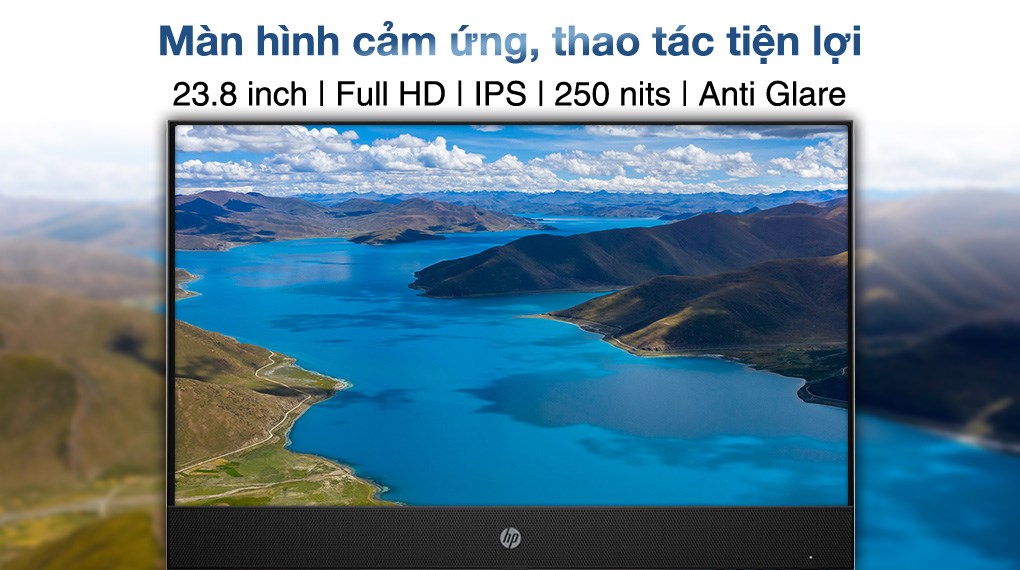 Màn hình cảm ứng, thao tác tiện lợi
23.8 inch | Full HD | IPS | 250 nits | Anti Glare
hp